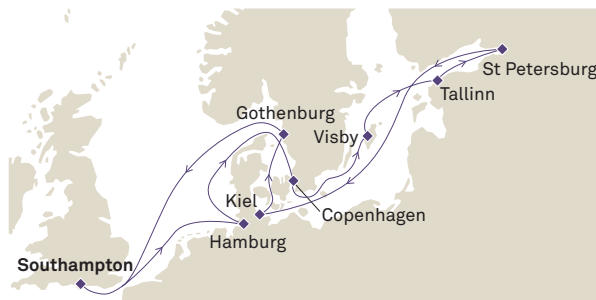 St Petersburg
Tallinn
Gothenburg
Visby
Kiel
Copenhagen
Hamburg
Southampton